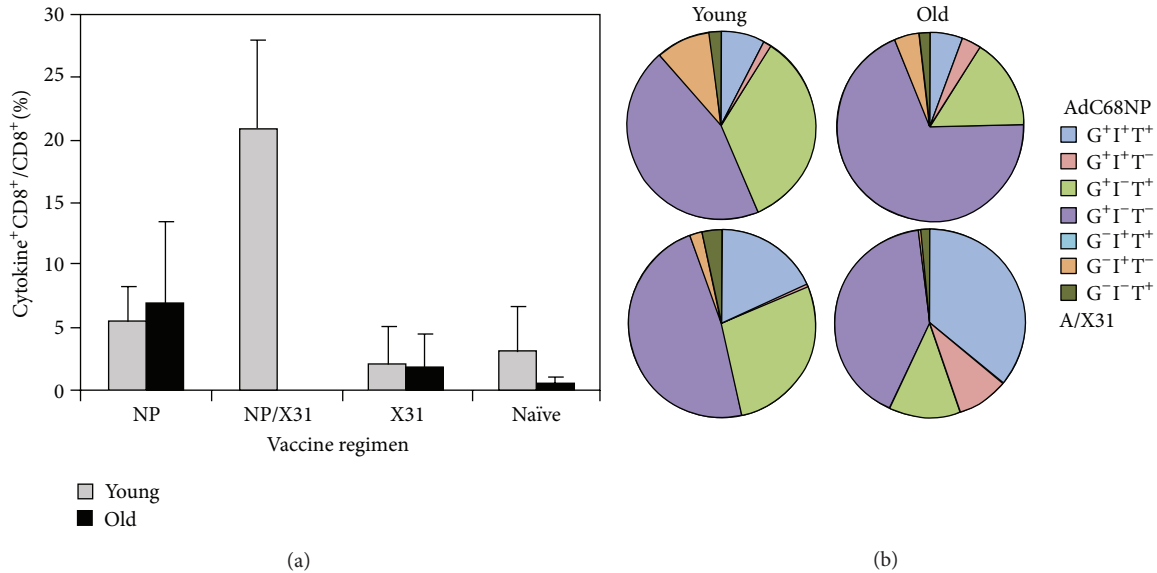 30
25
20
15
10
5
0
Cytokine⁺ CD8⁺/CD8⁺ (%)
NP
NP/X31
X31
Naïve
Vaccine regimen
Young
Old
(a)
Young
Old
AdC68NP
G⁺I⁺T⁺
G⁺I⁺T⁻
G⁺I⁻T⁺
G⁺I⁻T⁻
G⁻I⁺T⁺
G⁻I⁺T⁻
G⁻I⁻T⁺
A/X31
(b)